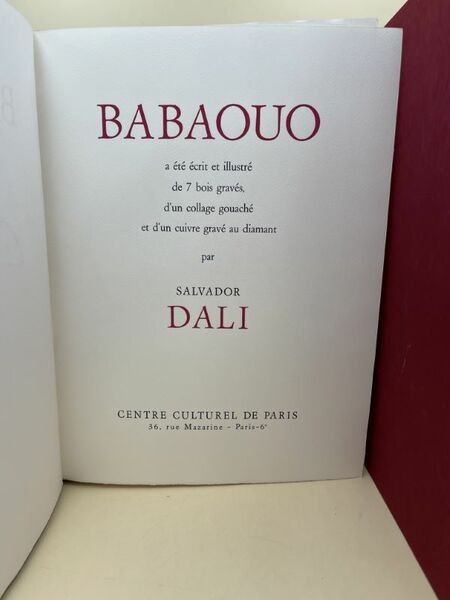 BABAOUO
a été écrit et illustré
de 7 bois gravés,
d'un collage gouaché
et d'un cuivre gravé au diamant
par
SALVADOR
DALI
CENTRE CULTUREL DE PARIS
36, rue Mazarine - Paris-6e